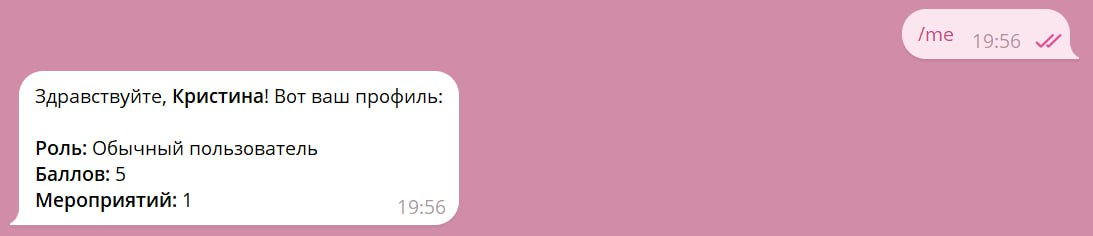 /me 19:56
Здравствуйте, Кристина! Вот ваш профиль:
Роль: Обычный пользователь
Баллов: 5
Мероприятий: 1
19:56